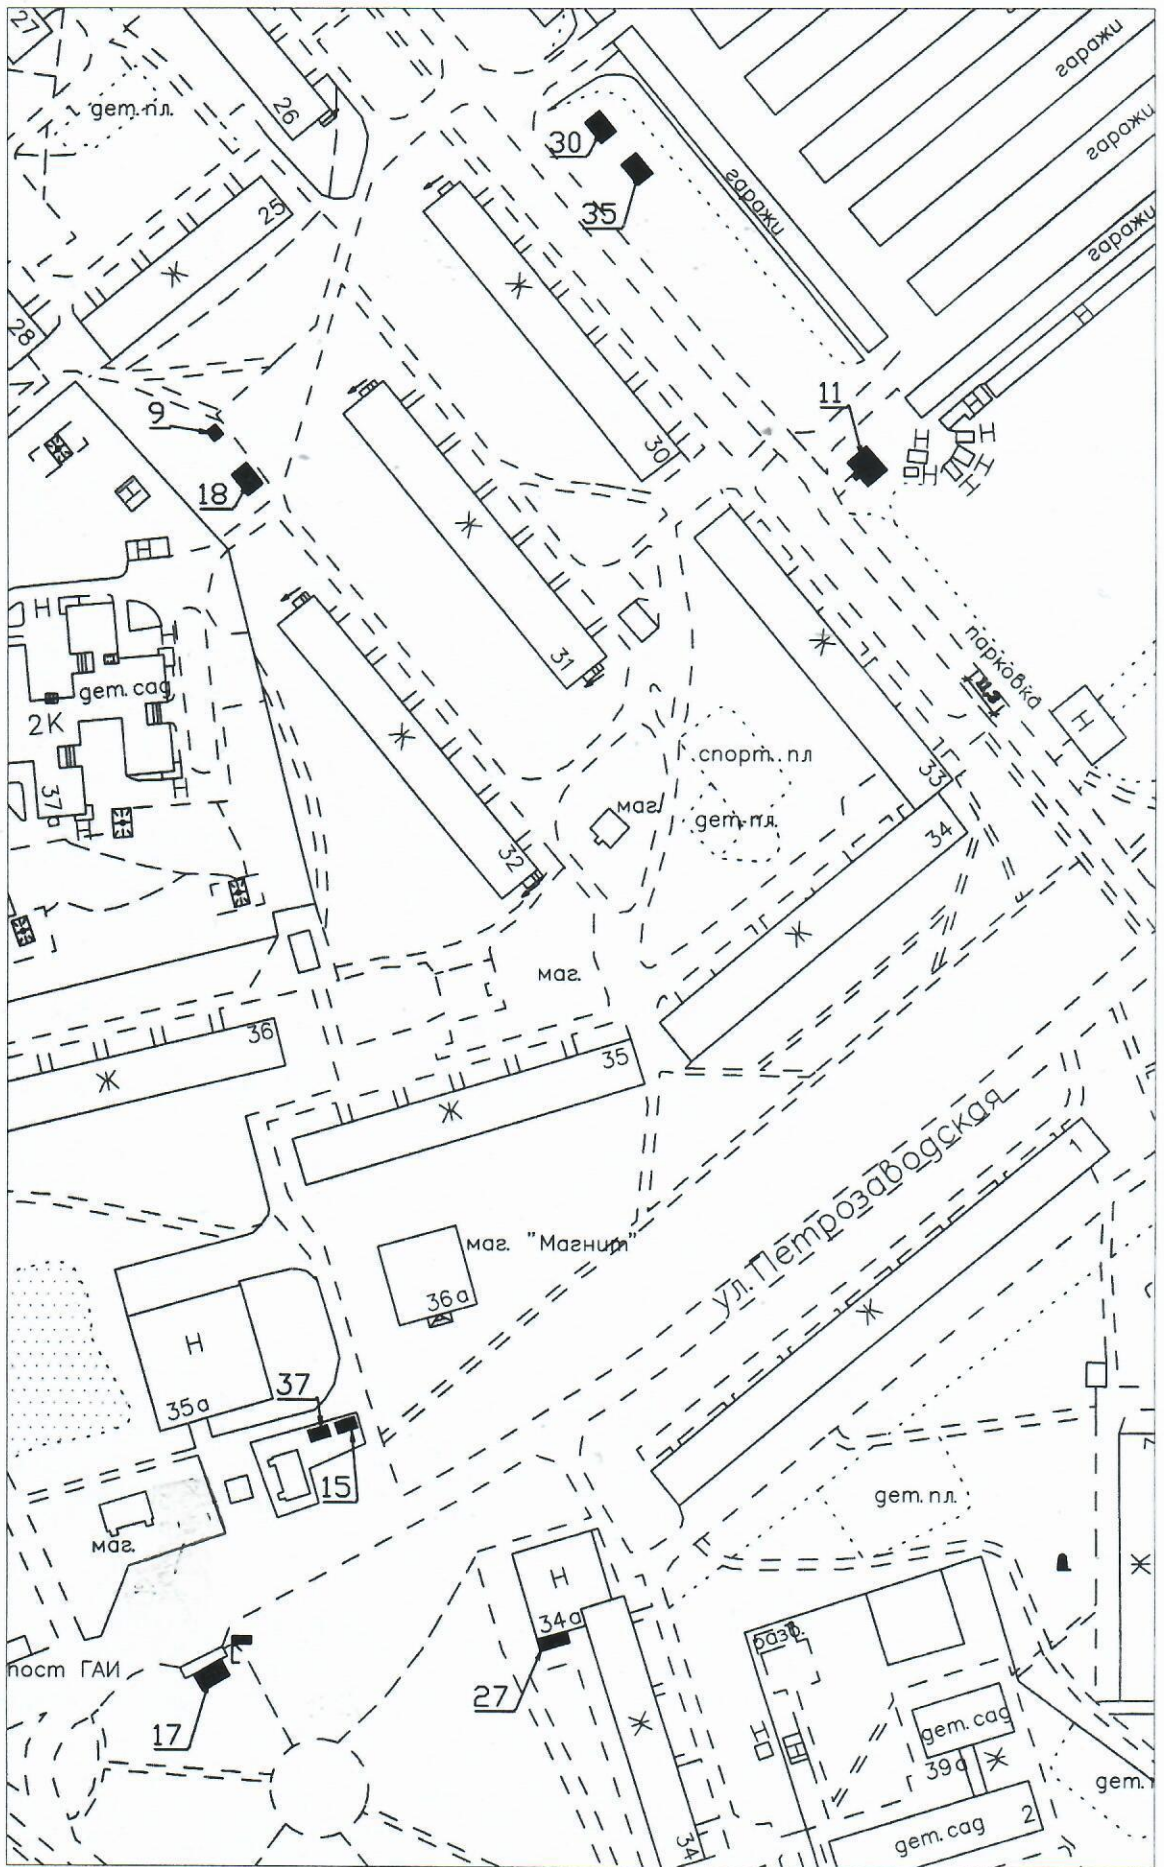 27
дет. пл.
26
30
35
гаражи
гаражи
гаражи
гаражи
25
Ж
28
Ж
9
18
11
30
Н
Н
Н
Н
Н
Н
Н
Н
Н
Ж
31
Ж
33
парковка
Н
Н
дет. сад
2К
Н
37
Н
Ж
32
спорт. пл
маг.
дет. пл.
34
Ж
маг.
36
Ж
35
Ж
ул. Петрозаводская
1
Ж
маг. "Магнит"
36а
Н
35а
37
15
маг.
дет. пл.
7
Ж
Н
34а
27
пост ГАИ
17
разв.
Н
Н
Ж
34
дет. сад
39а
Ж
дет. сад
2
дет.